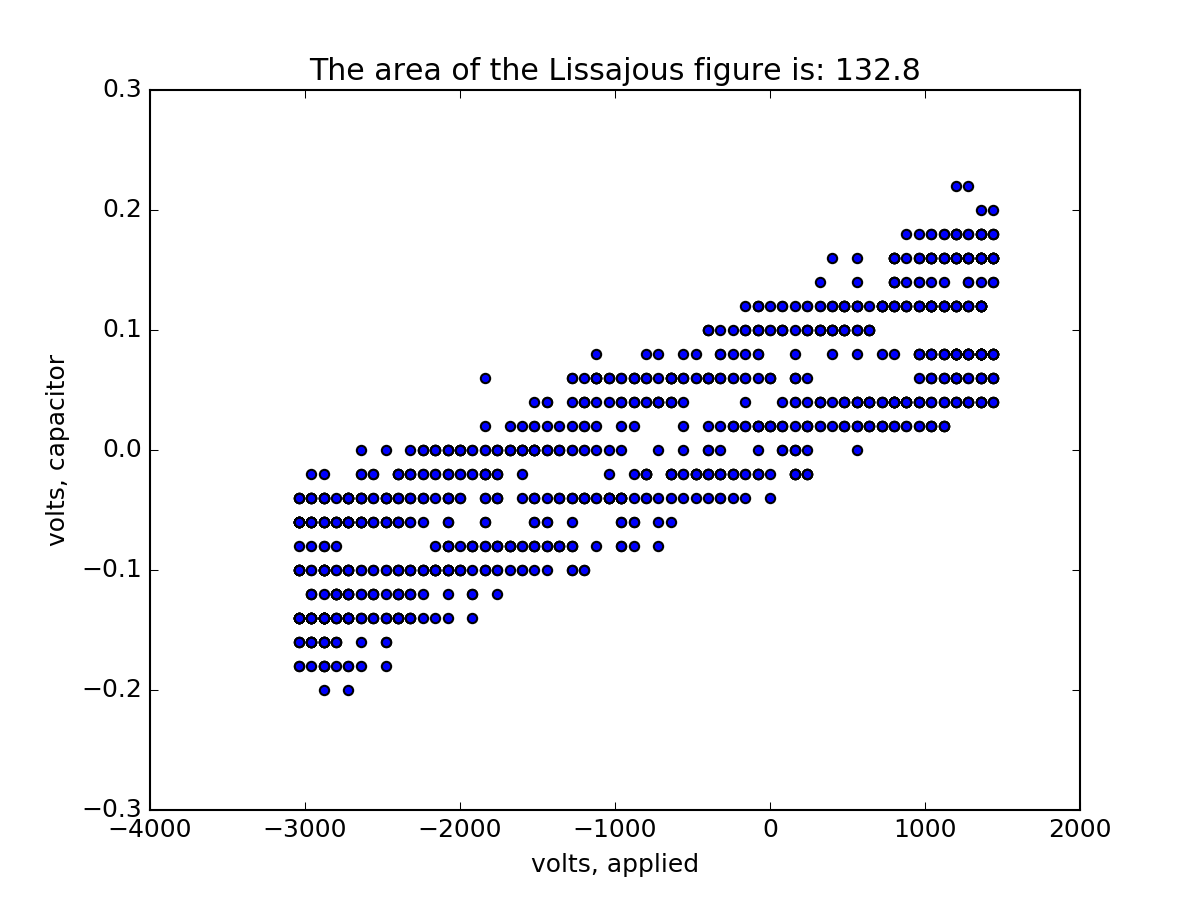 The area of the Lissajous figure is: 132.8
0.3
0.2
0.1
0.0
−0.1
−0.2
−0.3
volts, capacitor
−4000 −3000 −2000 −1000 0 1000 2000
volts, applied